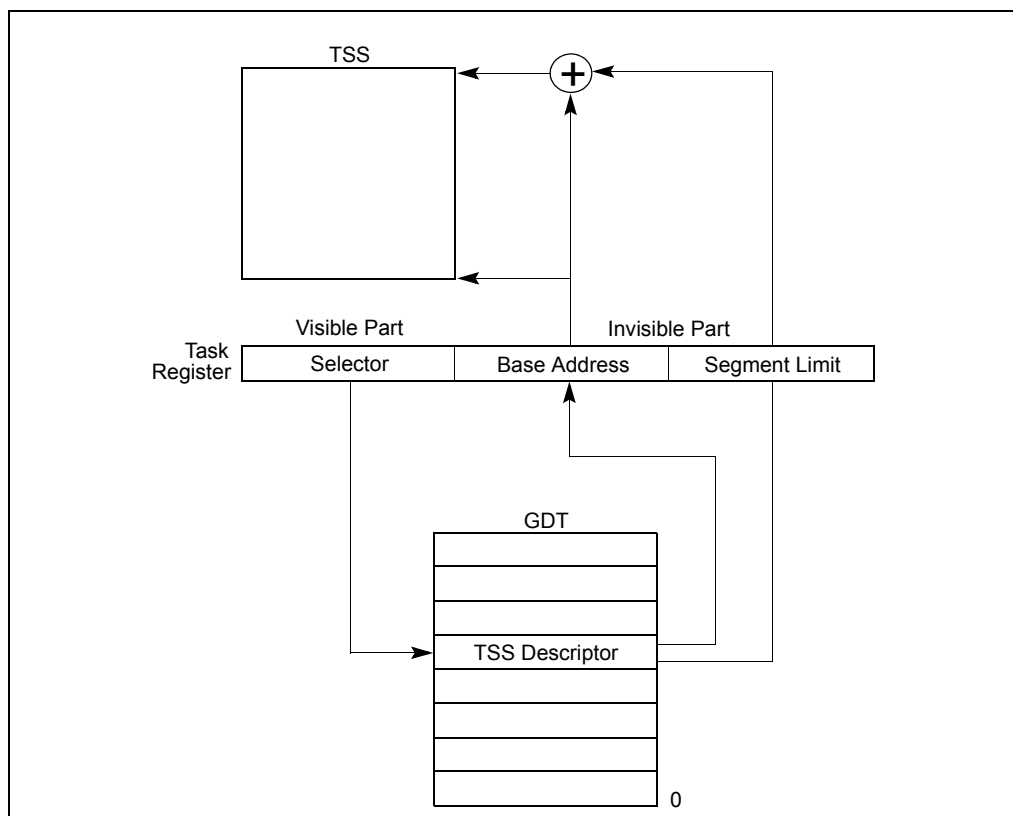 TSS
+
Visible Part
Invisible Part
Task
Register
Selector
Base Address
Segment Limit
GDT
TSS Descriptor
0